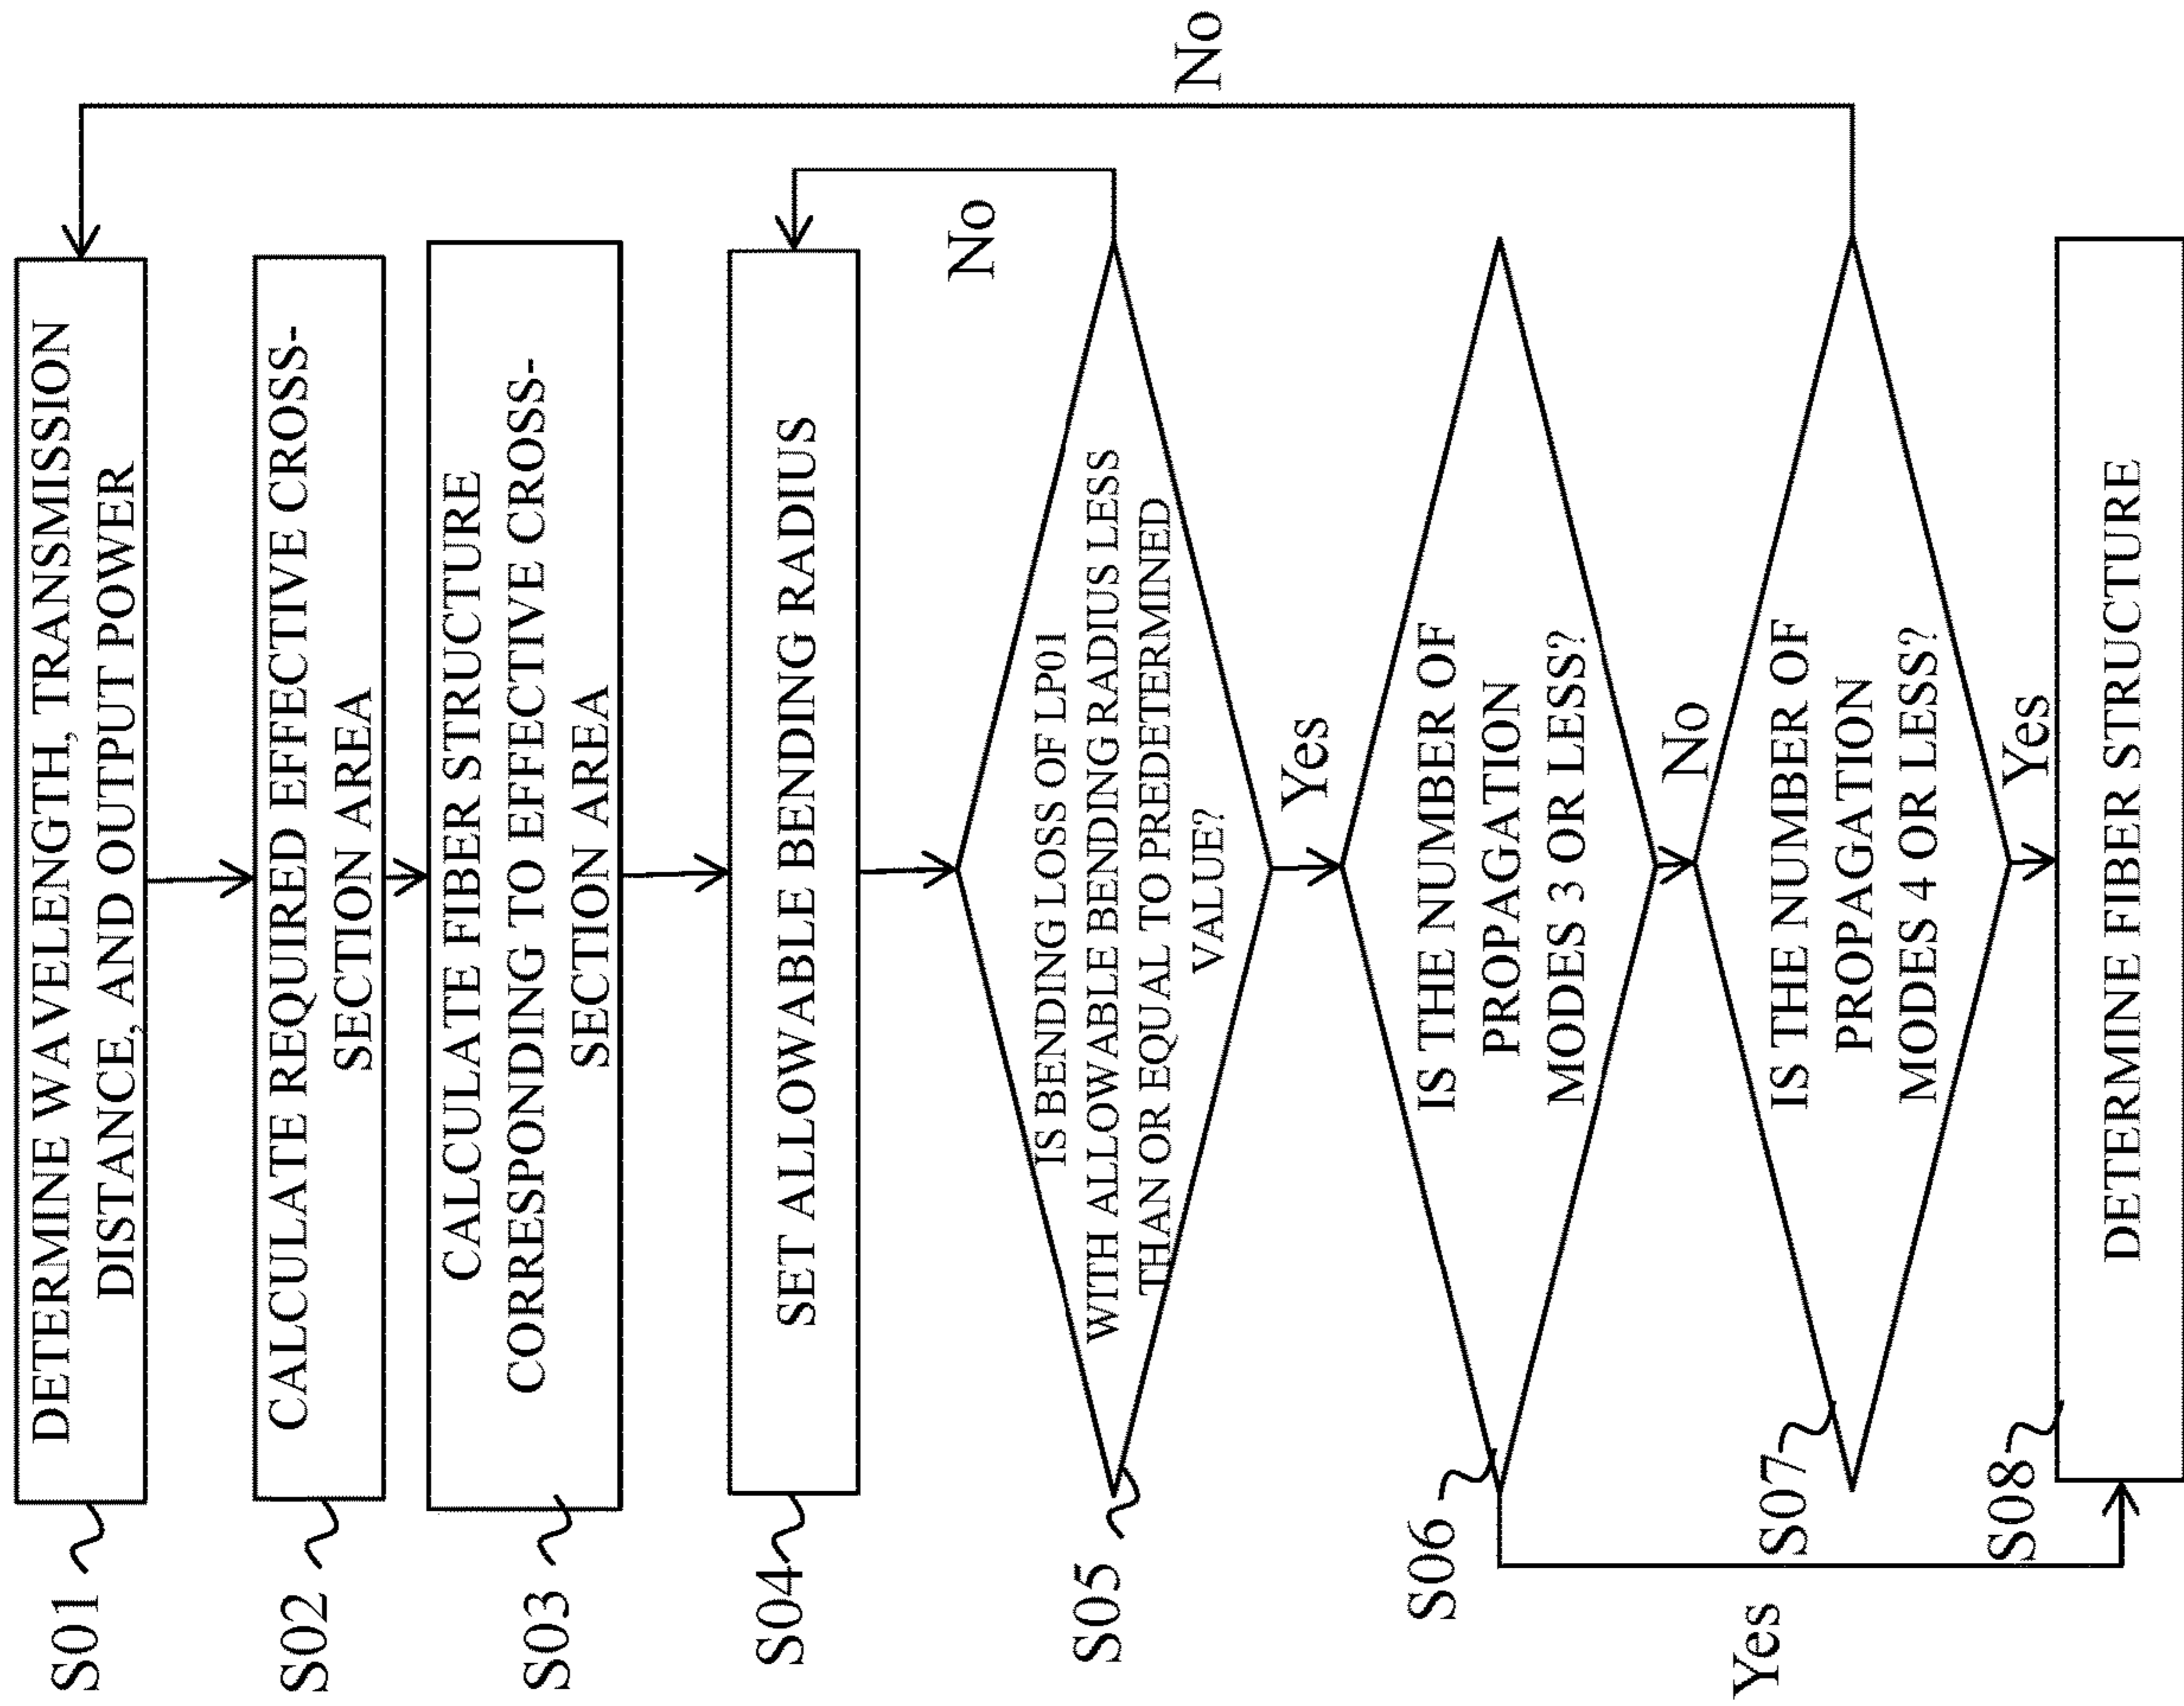 S01
DETERMINE WAVELENGTH, TRANSMISSION
DISTANCE, AND OUTPUT POWER
S02
CALCULATE REQUIRED EFFECTIVE CROSS-
SECTION AREA
S03
CALCULATE FIBER STRUCTURE
CORRESPONDING TO EFFECTIVE CROSS-
SECTION AREA
S04
SET ALLOWABLE BENDING RADIUS
No
S05
IS BENDING LOSS OF LP01
WITH ALLOWABLE BENDING RADIUS LESS
THAN OR EQUAL TO PREDETERMINED
VALUE?
No
Yes
S06
IS THE NUMBER OF
PROPAGATION
MODES 3 OR LESS?
No
Yes
S07
IS THE NUMBER OF
PROPAGATION
MODES 4 OR LESS?
Yes
S08
DETERMINE FIBER STRUCTURE